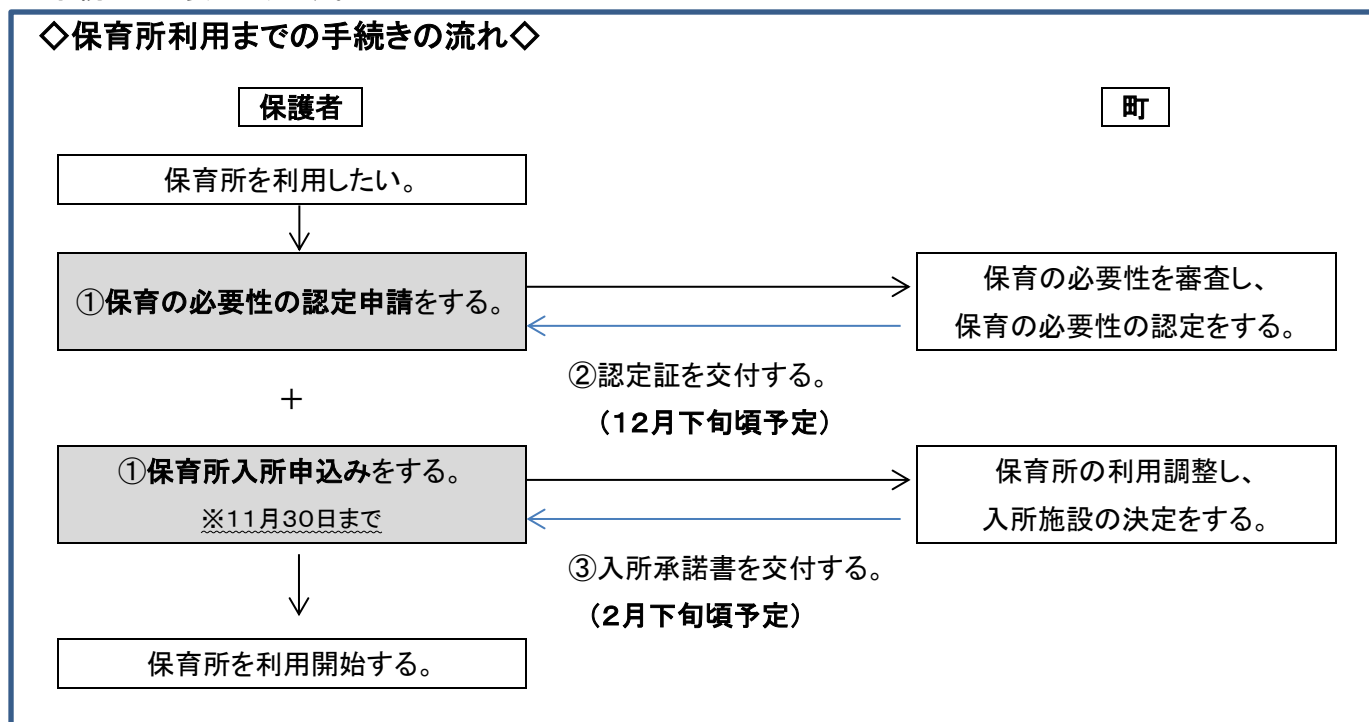 ◇保育所利用までの手続きの流れ◇
保護者
町
保育所を利用したい。
①保育の必要性の認定申請をする。
保育の必要性を審査し、
保育の必要性の認定をする。
②認定証を交付する。
（12月下旬頃予定）
＋
①保育所入所申込みをする。
※11月30日まで
保育所の利用調整し、
入所施設の決定をする。
③入所承諾書を交付する。
（2月下旬頃予定）
保育所を利用開始する。